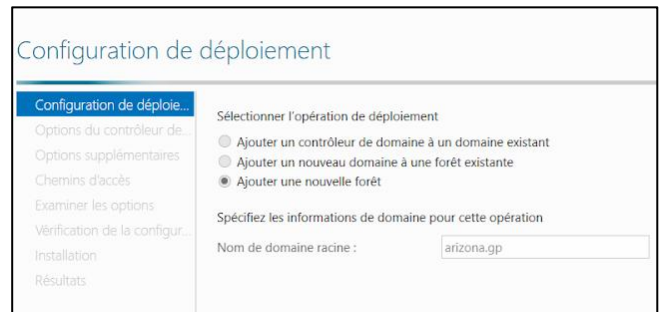 Configuration de déploiement
Configuration de déploie...
Options du contrôleur de...
Options supplémentaires
Chemins d'accès
Examiner les options
Vérification de la configur...
Installation
Résultats
Sélectionner l'opération de déploiement
Ajouter un contrôleur de domaine à un domaine existant
Ajouter un nouveau domaine à une forêt existante
Ajouter une nouvelle forêt
Spécifiez les informations de domaine pour cette opération
Nom de domaine racine : arizona.gp